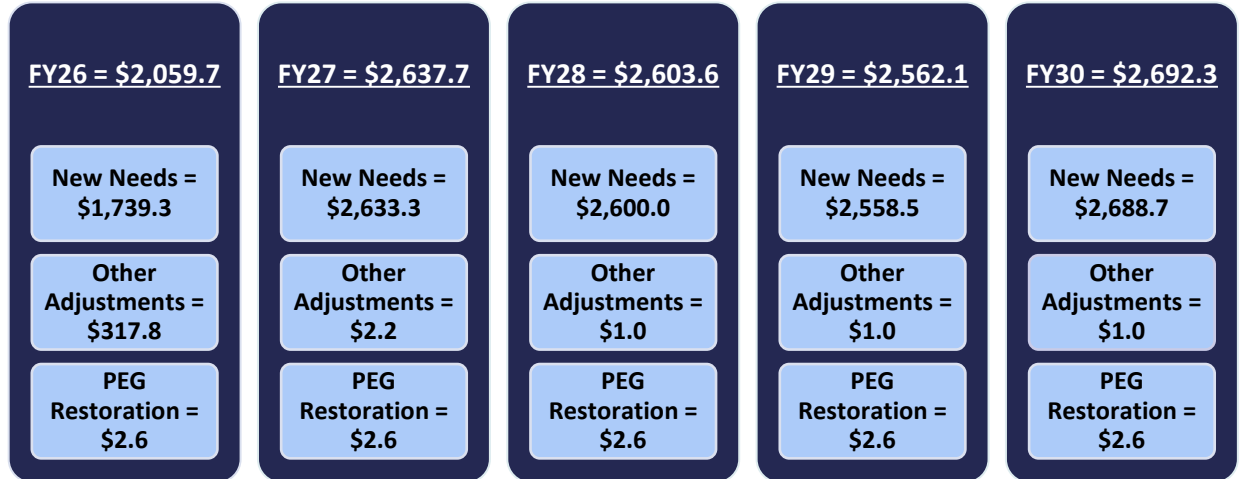 FY26 = $2,059.7
New Needs =
$1,739.3
Other
Adjustments =
$317.8
PEG
Restoration =
$2.6
FY27 = $2,637.7
New Needs =
$2,633.3
Other
Adjustments =
$2.2
PEG
Restoration =
$2.6
FY28 = $2,603.6
New Needs =
$2,600.0
Other
Adjustments =
$1.0
PEG
Restoration =
$2.6
FY29 = $2,562.1
New Needs =
$2,558.5
Other
Adjustments =
$1.0
PEG
Restoration =
$2.6
FY30 = $2,692.3
New Needs =
$2,688.7
Other
Adjustments =
$1.0
PEG
Restoration =
$2.6